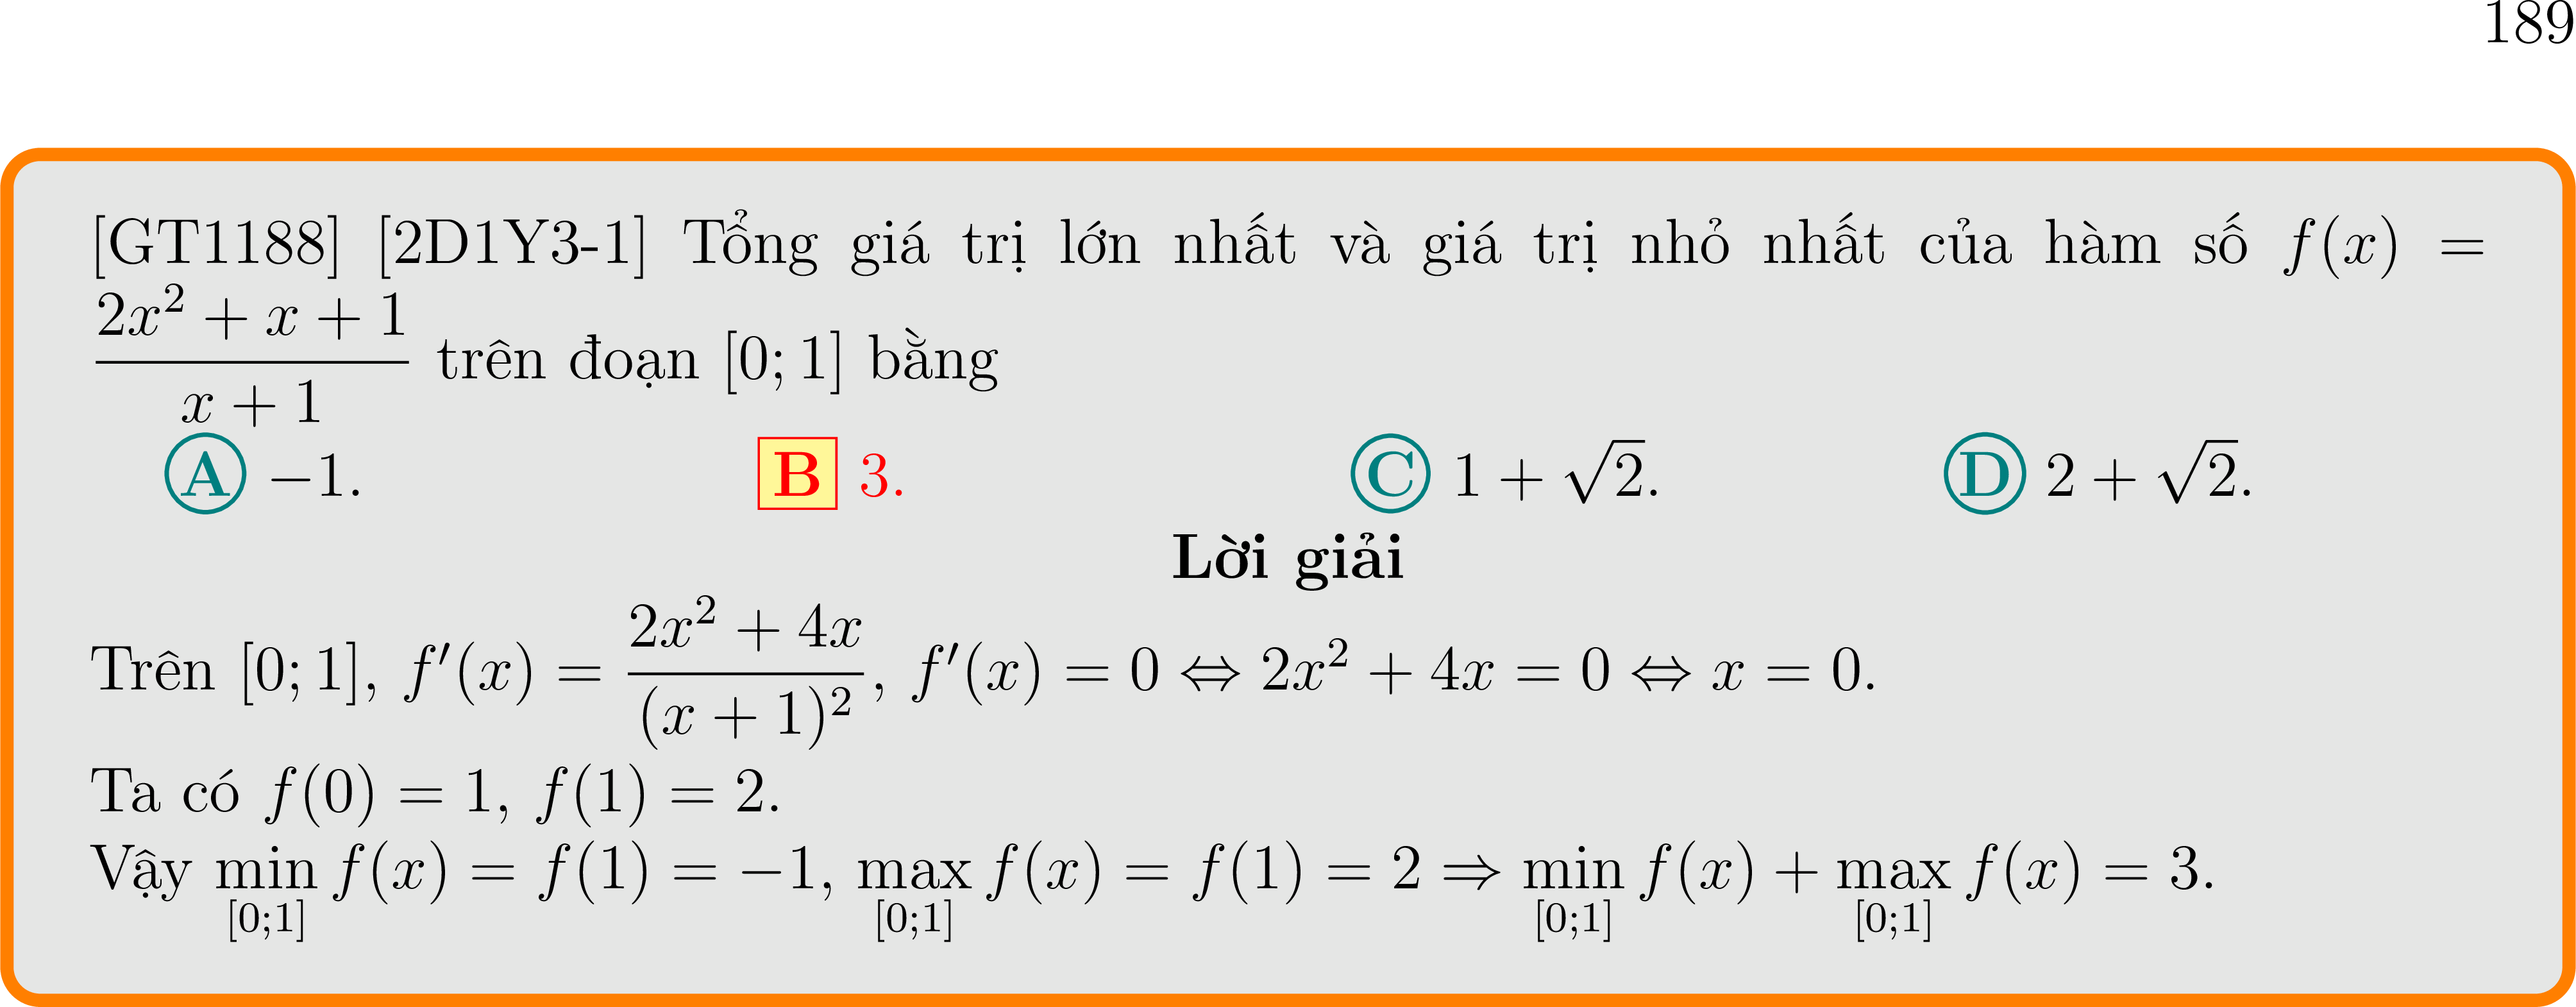 189
[GT1188] [2D1Y3-1] Tổng giá trị lớn nhất và giá trị nhỏ nhất của hàm số $f(x) =$
$\dfrac{2x^2 + x + 1}{x + 1}$ trên đoạn $[0; 1]$ bằng
A $-1$. B $3$. C $1 + \sqrt{2}$. D $2 + \sqrt{2}$.
Lời giải
Trên $[0; 1]$, $f'(x) = \dfrac{2x^2 + 4x}{(x + 1)^2}$, $f'(x) = 0 \Leftrightarrow 2x^2 + 4x = 0 \Leftrightarrow x = 0$.
Ta có $f(0) = 1$, $f(1) = 2$.
Vậy $\min\limits_{[0;1]} f(x) = f(1) = -1$, $\max\limits_{[0;1]} f(x) = f(1) = 2 \Rightarrow \min\limits_{[0;1]} f(x) + \max\limits_{[0;1]} f(x) = 3$.